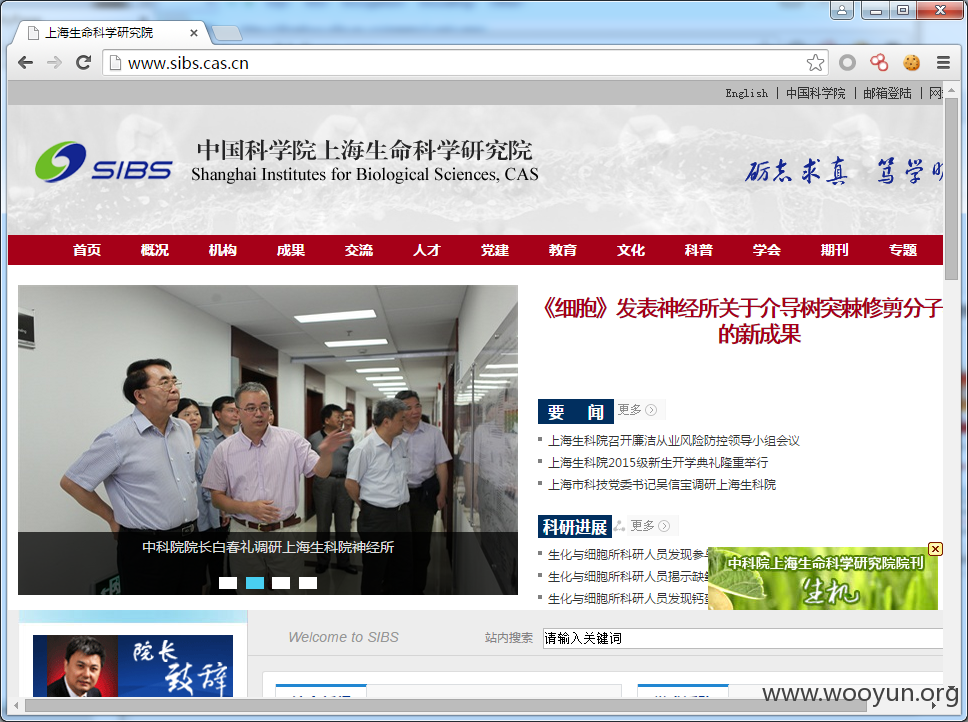 上海生命科学研究院
www.sibs.cas.cn
English | 中国科学院 | 邮箱登陆 | 网
SIBS
中国科学院上海生命科学研究院
Shanghai Institutes for Biological Sciences, CAS
砺志求真 笃学明
首页 概况 机构 成果 交流 人才 党建 教育 文化 科普 学会 期刊 专题
《细胞》发表神经所关于介导树突棘修剪分子
的新成果
中科院院长白春礼调研上海生科院神经所
要 闻 更多
上海生科院召开廉洁从业风险防控领导小组会议
上海生科院2015级新生开学典礼隆重举行
上海市科技党委书记吴信宝调研上海生科院
科研进展 更多
生化与细胞所科研人员发现参与
生化与细胞所科研人员揭示缺
生化与细胞所科研人员发现钙
中科院上海生命科学研究院院刊
生机
院长
致辞
Welcome to SIBS
站内搜索
请输入关键词
www.wooyun.org